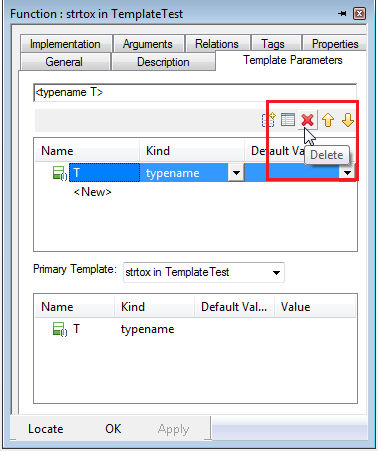 Function : strtox in TemplateTest
Implementation Arguments Relations Tags Properties
General Description Template Parameters
<typename T>
Name Kind Default Va
Delete
T typename
<New>
Primary Template: strtox in TemplateTest
Name Kind Default Val... Value
T typename
Locate OK Apply